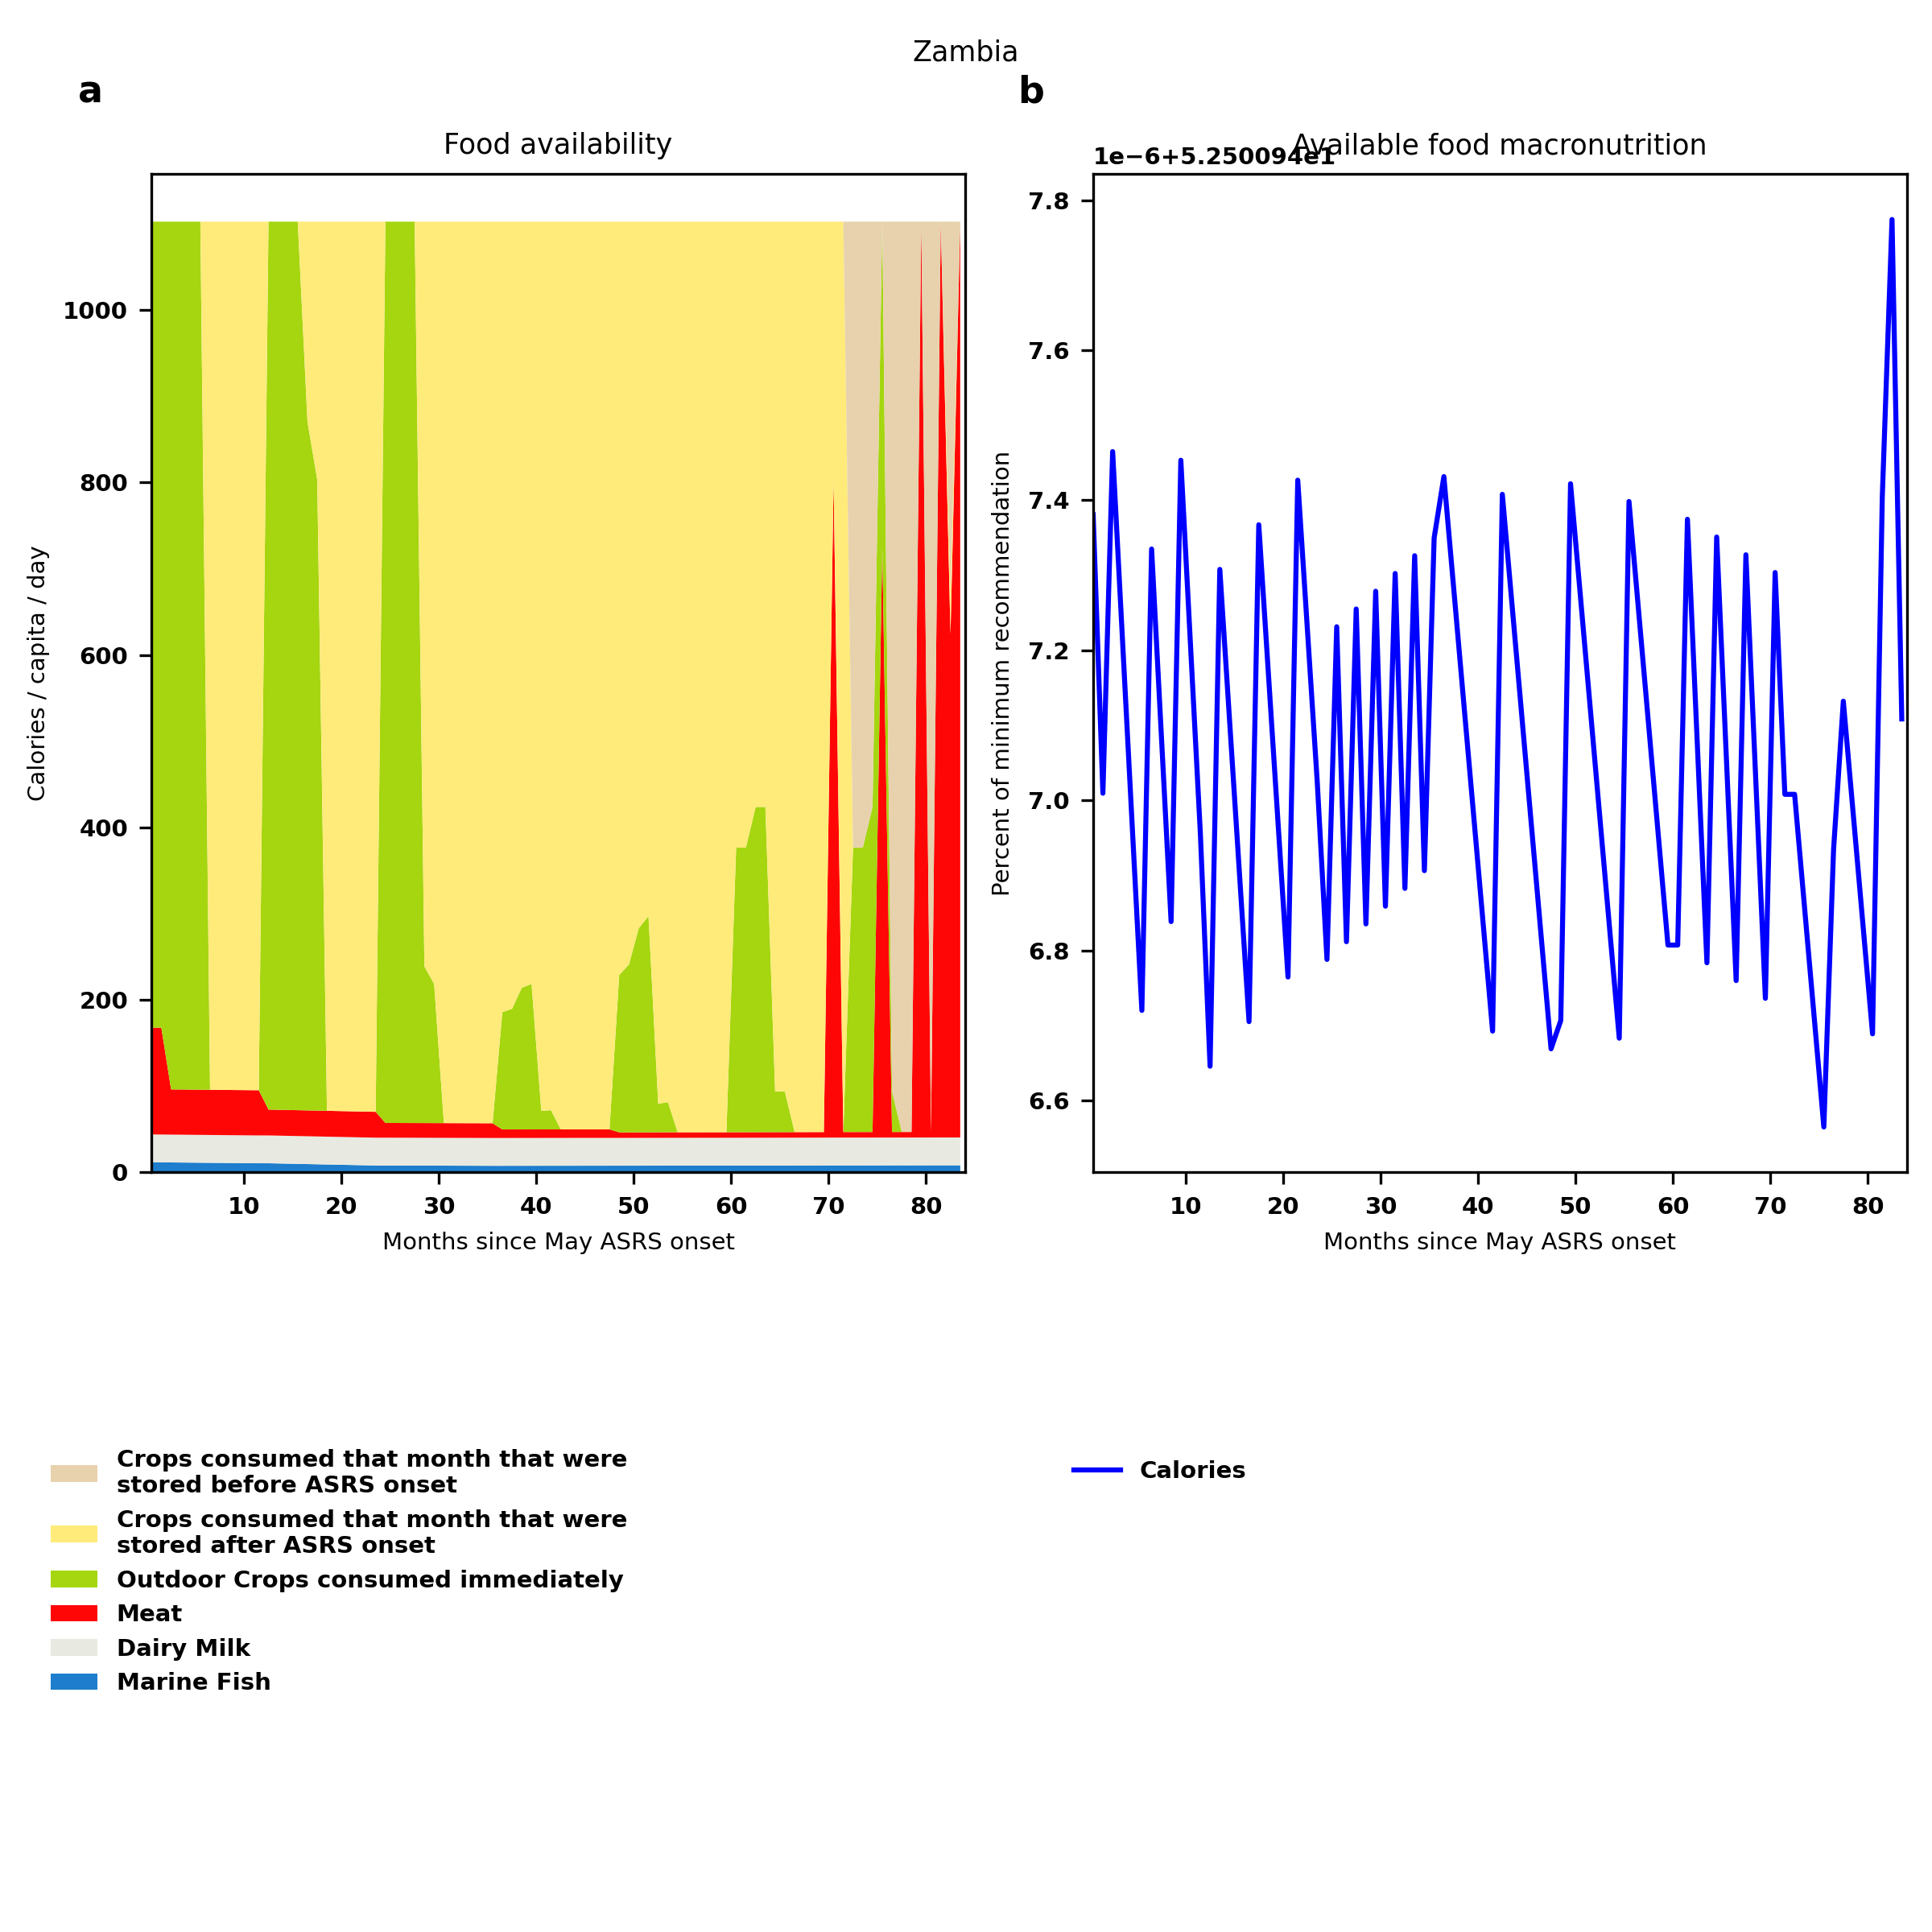 Zambia
a
b
Food availability
Available food macronutrition
1e−6+5.250094e1
Calories / capita / day
1000
800
600
400
200
0
10 20 30 40 50 60 70 80
Months since May ASRS onset
Percent of minimum recommendation
7.8
7.6
7.4
7.2
7.0
6.8
6.6
10 20 30 40 50 60 70 80
Months since May ASRS onset
Crops consumed that month that were
stored before ASRS onset
Crops consumed that month that were
stored after ASRS onset
Outdoor Crops consumed immediately
Meat
Dairy Milk
Marine Fish
Calories